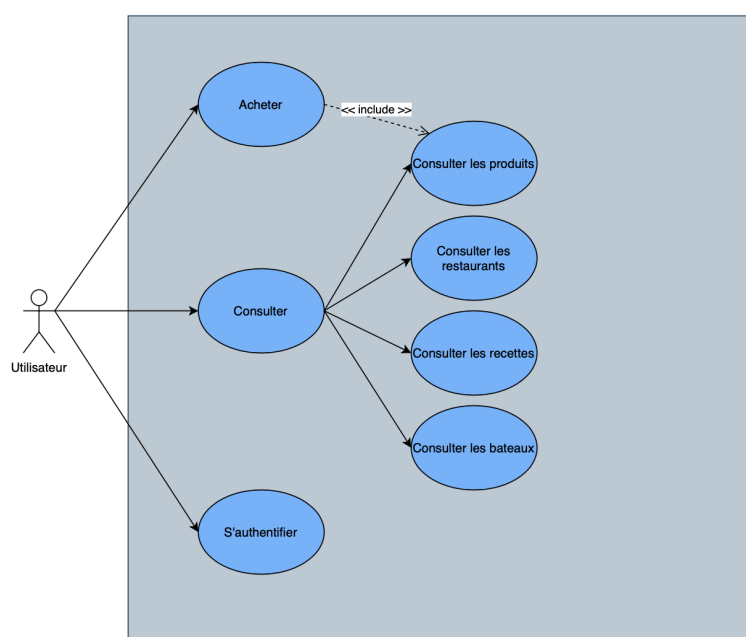 Acheter
<< include >>
Consulter les produits
Consulter les
restaurants
Consulter
Consulter les recettes
Utilisateur
Consulter les bateaux
S'authentifier